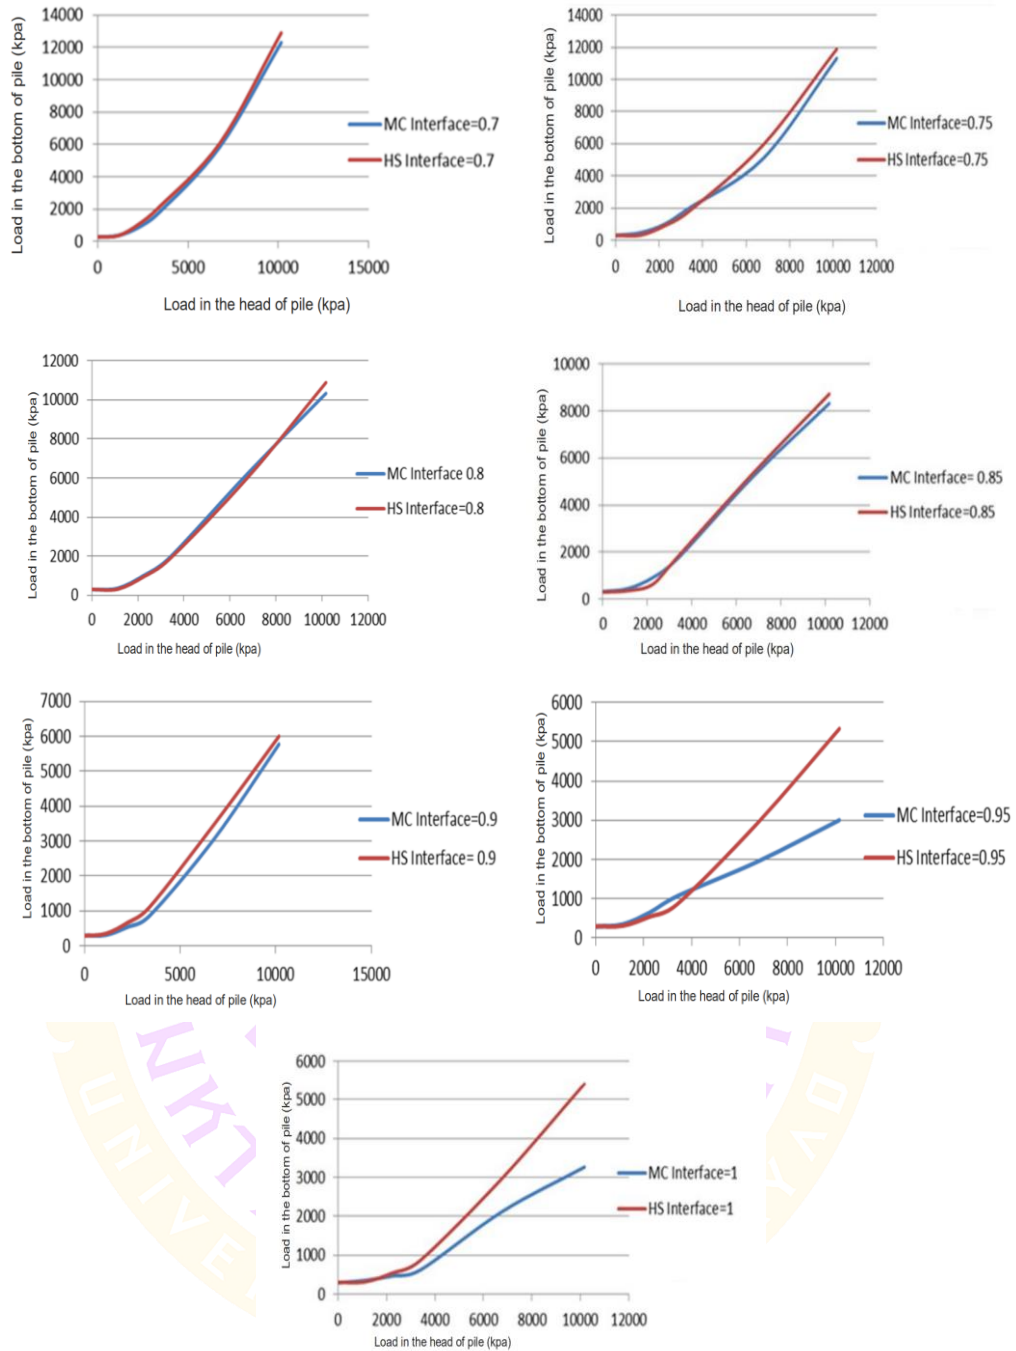 Load in the bottom of pile (kpa)
14000
12000
10000
8000
6000
4000
2000
0
0 5000 10000 15000
Load in the head of pile (kpa)
MC Interface=0.7
HS Interface=0.7
Load in the bottom of pile (kpa)
14000
12000
10000
8000
6000
4000
2000
0
0 2000 4000 6000 8000 10000 12000
Load in the head of pile (kpa)
MC Interface=0.75
HS Interface=0.75
Load in the bottom of pile (kpa)
12000
10000
8000
6000
4000
2000
0
0 2000 4000 6000 8000 10000 12000
Load in the head of pile (kpa)
MC Interface 0.8
HS Interface=0.8
Load in the bottom of pile (kpa)
10000
8000
6000
4000
2000
0
0 2000 4000 6000 8000 10000 12000
Load in the head of pile (kpa)
MC Interface= 0.85
HS Interface=0.85
Load in the bottom of pile (kpa)
7000
6000
5000
4000
3000
2000
1000
0
0 5000 10000 15000
Load in the head of pile (kpa)
MC Interface=0.9
HS Interface= 0.9
Load in the bottom of pile (kpa)
6000
5000
4000
3000
2000
1000
0
0 2000 4000 6000 8000 10000 12000
Load in the head of pile (kpa)
MC Interface=0.95
HS Interface=0.95
Load in the bottom of pile (kpa)
6000
5000
4000
3000
2000
1000
0
0 2000 4000 6000 8000 10000 12000
Load in the head of pile (kpa)
MC Interface=1
HS Interface=1